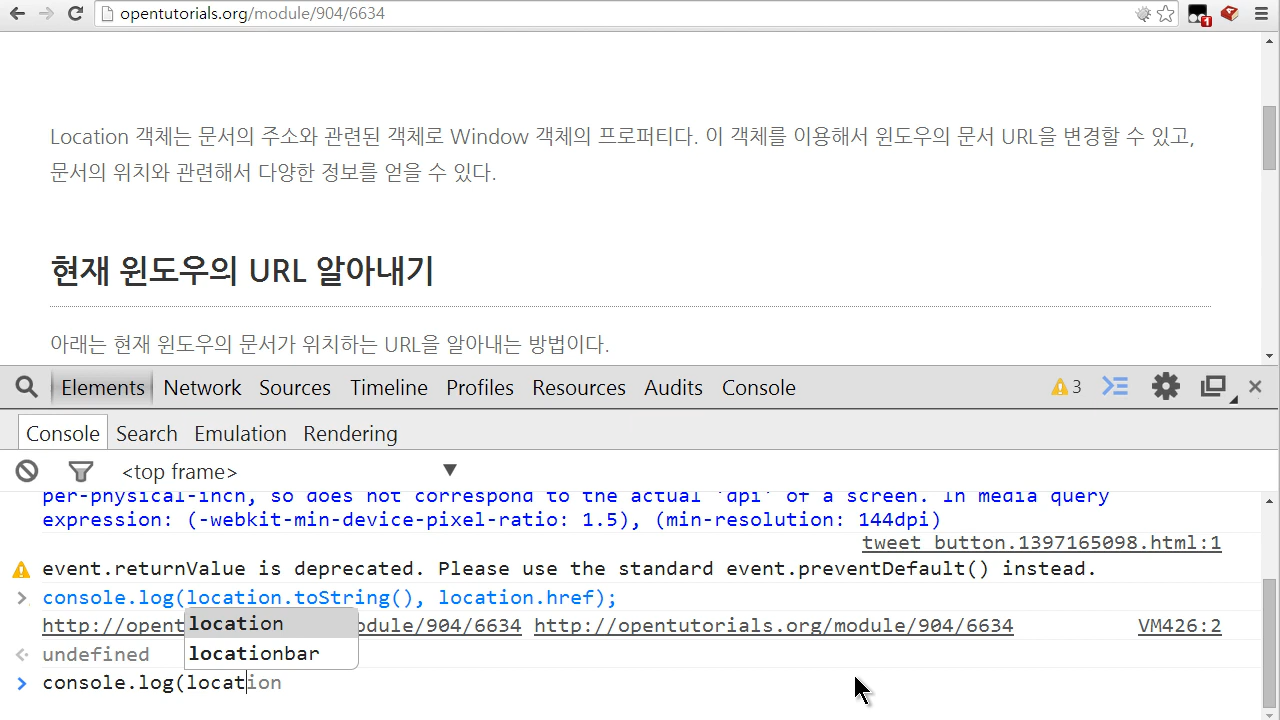 opentutorials.org/module/904/6634
1
Location 객체는 문서의 주소와 관련된 객체로 Window 객체의 프로퍼티다. 이 객체를 이용해서 윈도우의 문서 URL을 변경할 수 있고,
문서의 위치와 관련해서 다양한 정보를 얻을 수 있다.
현재 윈도우의 URL 알아내기
아래는 현재 윈도우의 문서가 위치하는 URL을 알아내는 방법이다.
Elements Network Sources Timeline Profiles Resources Audits Console 3
Console Search Emulation Rendering
<top frame>
per-physical-inch, so does not correspond to the actual 'dpi' of a screen. In media query
expression: (-webkit-min-device-pixel-ratio: 1.5), (min-resolution: 144dpi)
tweet_button.1397165098.html:1
event.returnValue is deprecated. Please use the standard event.preventDefault() instead.
console.log(location.toString(), location.href);
http://opent odule/904/6634 http://opentutorials.org/module/904/6634 VM426:2
location
undefined
locationbar
console.log(location